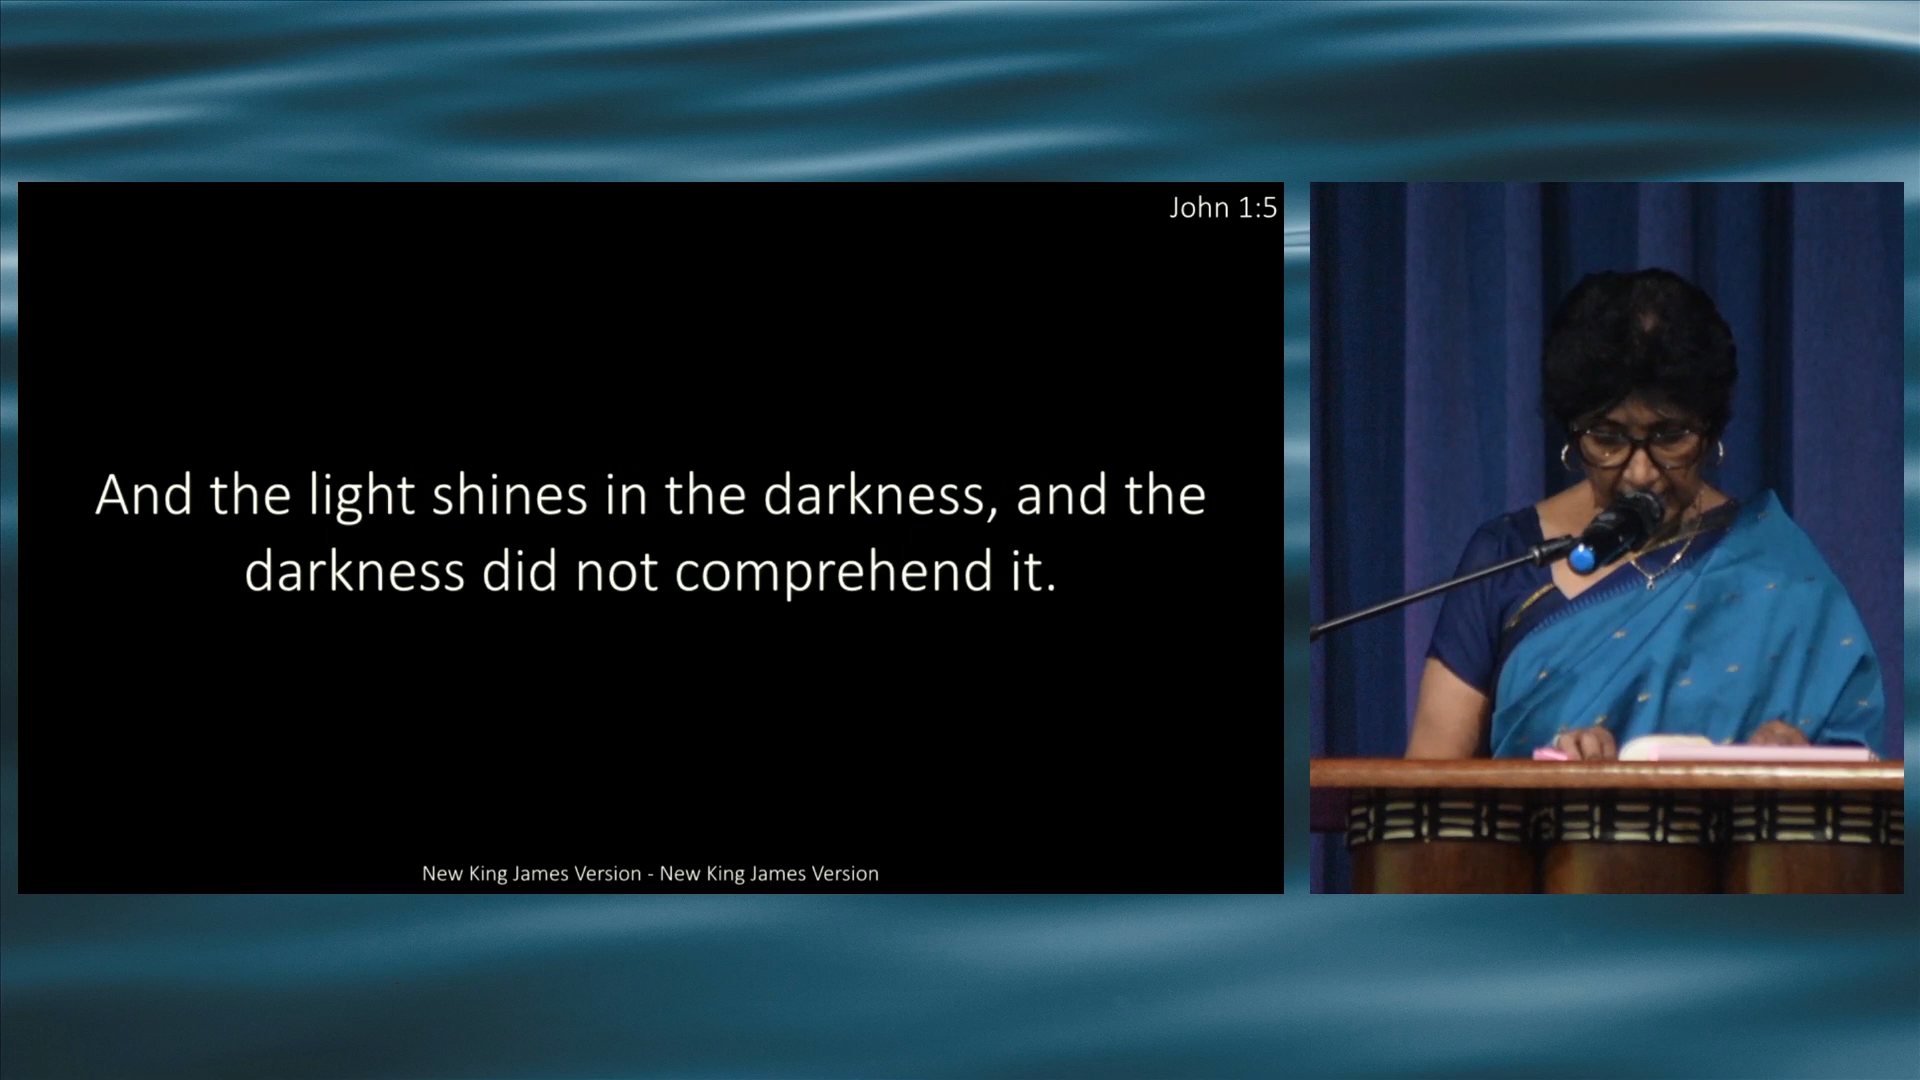 John 1:5
And the light shines in the darkness, and the
darkness did not comprehend it.
New King James Version - New King James Version